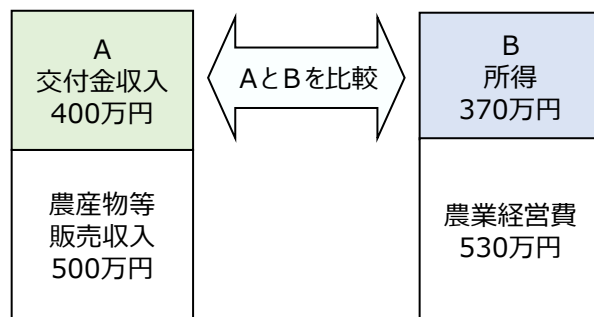 A
交付金収入
400万円
農産物等
販売収入
500万円
AとBを比較
B
所得
370万円
農業経営費
530万円